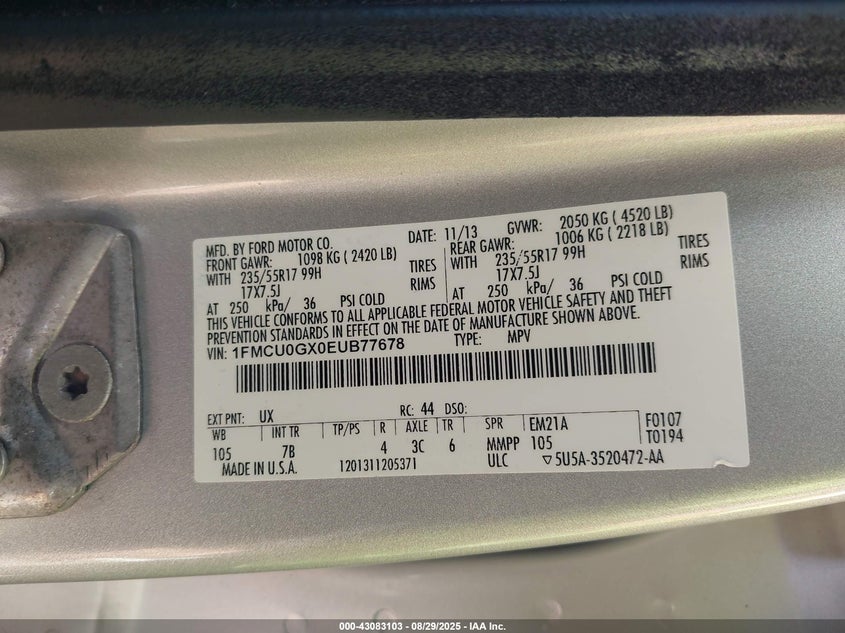 MFD. BY FORD MOTOR CO. DATE: 11/13 GVWR: 2050 KG ( 4520 LB)
FRONT GAWR: 1098 KG ( 2420 LB) REAR GAWR: 1006 KG ( 2218 LB)
WITH 235/55R17 99H TIRES WITH 235/55R17 99H TIRES
17X7.5J RIMS 17X7.5J RIMS
AT 250 kPa/ 36 PSI COLD AT 250 kPa/ 36 PSI COLD
THIS VEHICLE CONFORMS TO ALL APPLICABLE FEDERAL MOTOR VEHICLE SAFETY AND THEFT
PREVENTION STANDARDS IN EFFECT ON THE DATE OF MANUFACTURE SHOWN ABOVE.
VIN: 1FMCU0GX0EUB77678 TYPE: MPV
EXT PNT: UX RC: 44 DSO:
WB INT TR TP/PS R AXLE TR SPR EM21A F0107
105 7B 4 3C 6 MMPP 105 T0194
MADE IN U.S.A. 1201311205371 ULC ▽5U5A-3520472-AA
000-43083103 - 08/29/2025 - IAA Inc.